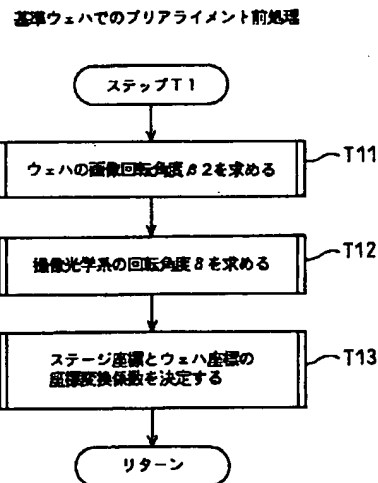 基準ウェハでのプリアライメント前処理
ステップT1
ウェハの画像回転角度β2を求める
T11
撮像光学系の回転角度δを求める
T12
ステージ座標とウェハ座標の
座標変換係数を決定する
T13
リターン